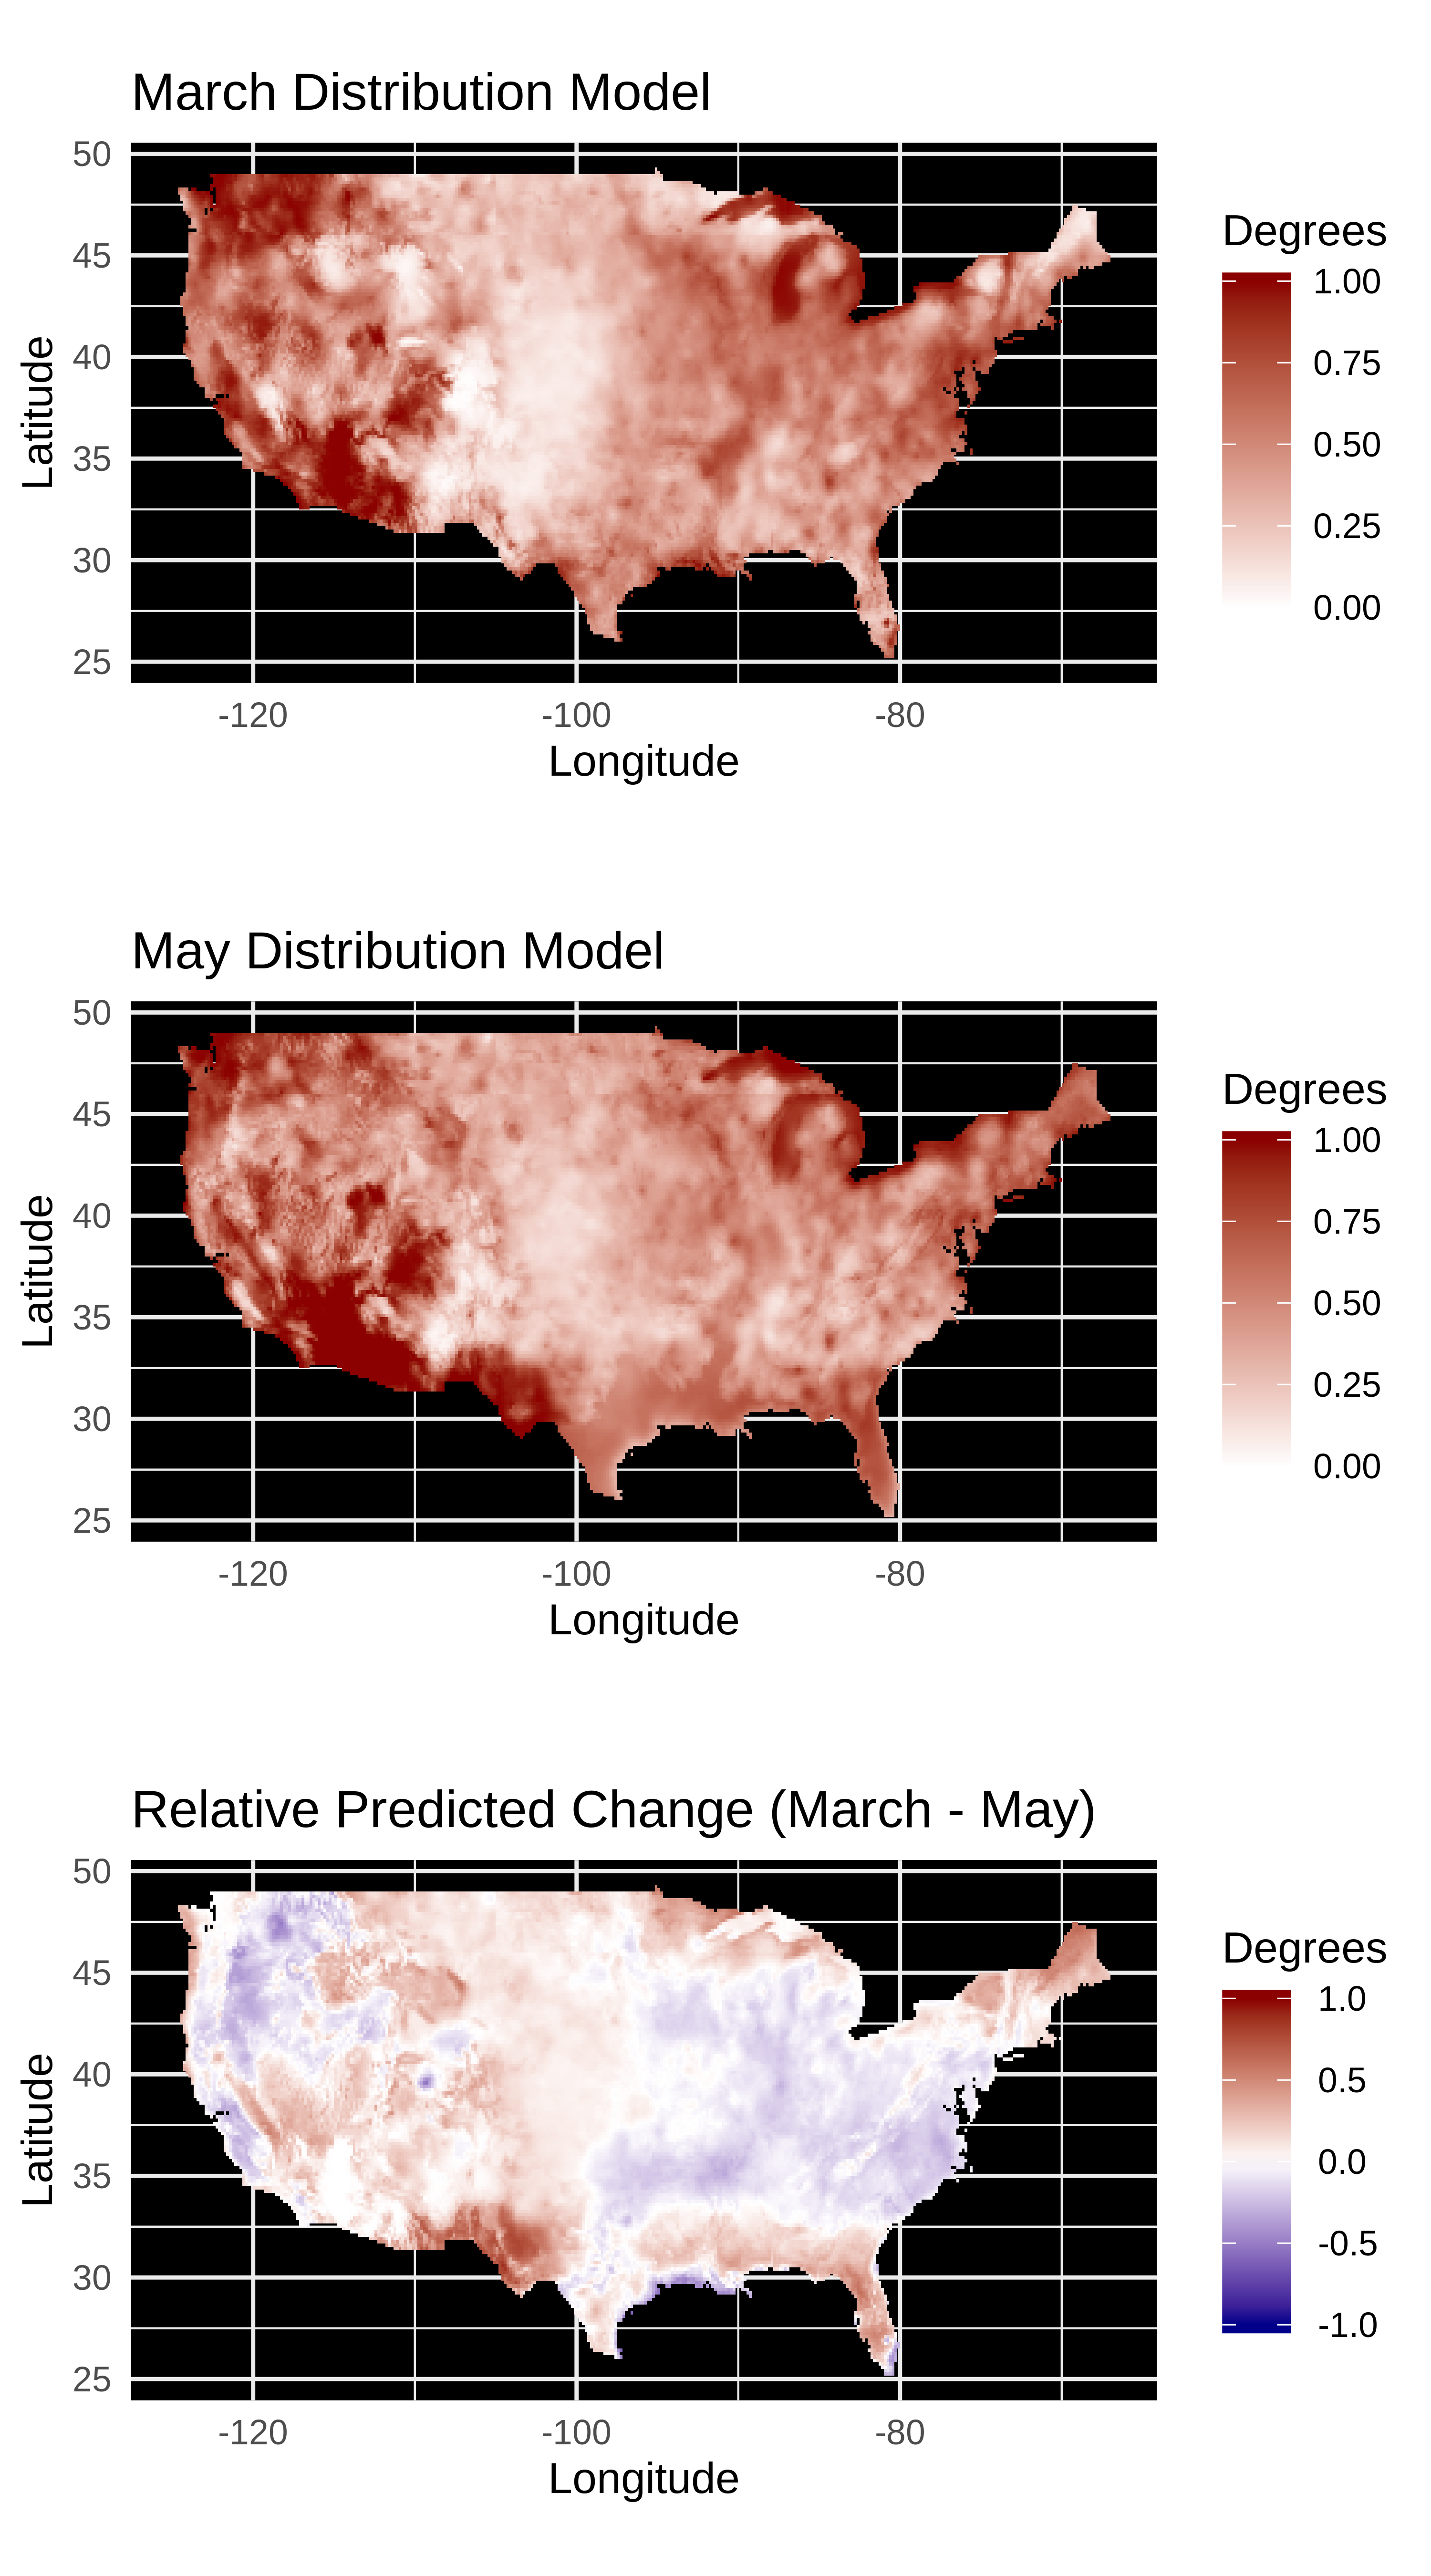 March Distribution Model
50
45
40
35
30
25
Latitude
-120 -100 -80
Longitude
Degrees
1.00
0.75
0.50
0.25
0.00
May Distribution Model
50
45
40
35
30
25
Latitude
-120 -100 -80
Longitude
Degrees
1.00
0.75
0.50
0.25
0.00
Relative Predicted Change (March - May)
50
45
40
35
30
25
Latitude
-120 -100 -80
Longitude
Degrees
1.0
0.5
0.0
-0.5
-1.0